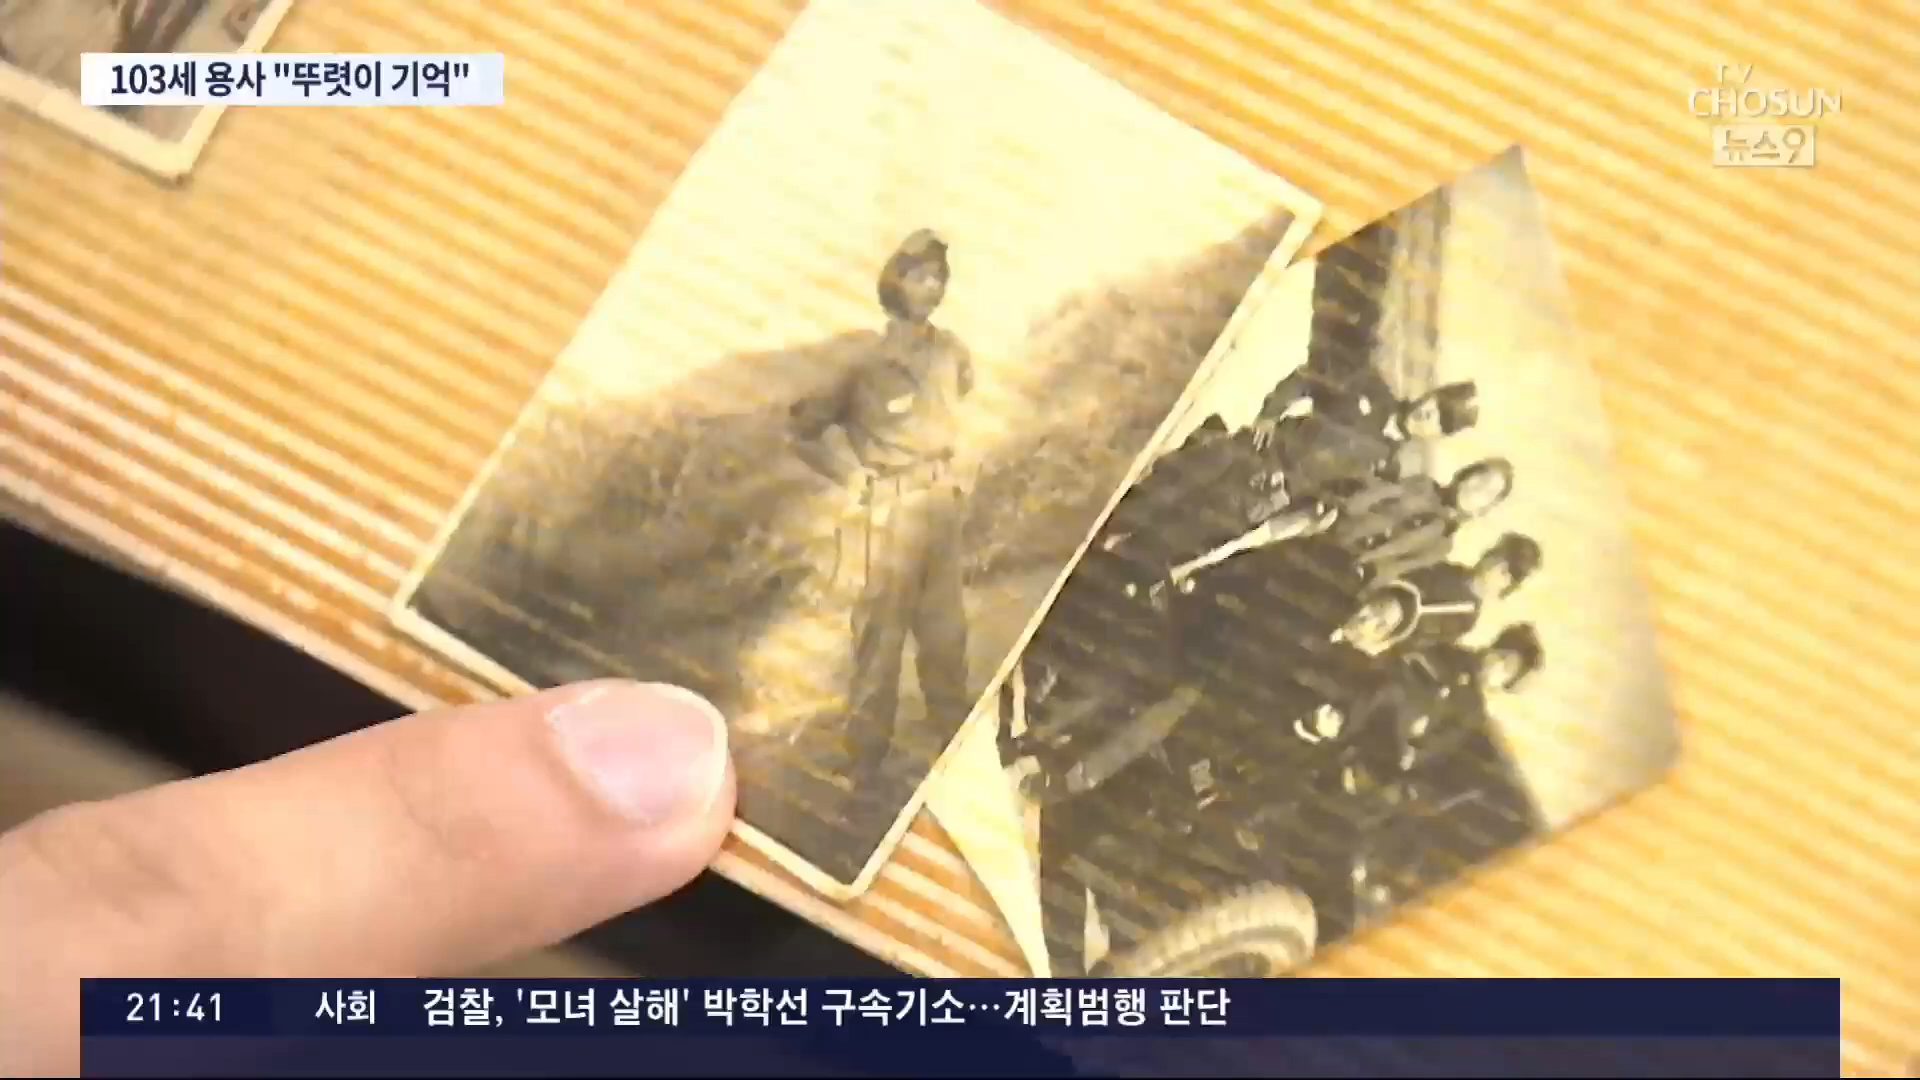 103세 용사 "뚜렷이 기억"
TV
CHOSUN
뉴스9
21:41 사회 검찰, '모녀 살해' 박학선 구속기소…계획범행 판단